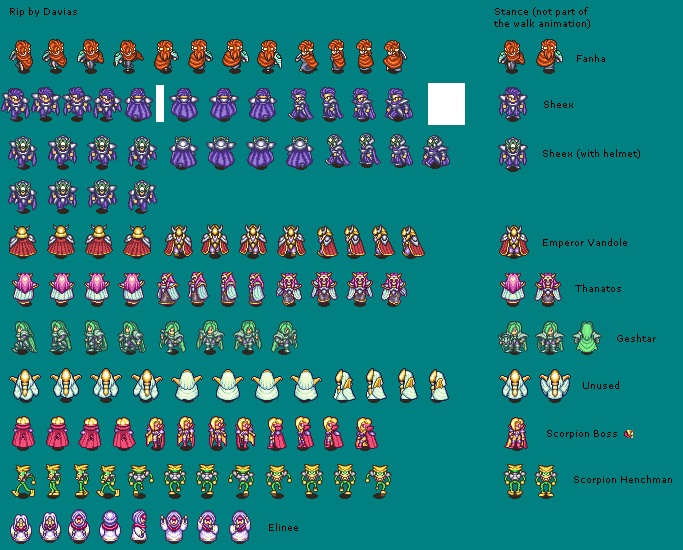 Rip by Davias
Stance (not part of
the walk animation)
Fanha
Sheex
Sheex (with helmet)
Emperor Vandole
Thanatos
Geshtar
Unused
Scorpion Boss
Scorpion Henchman
Elinee